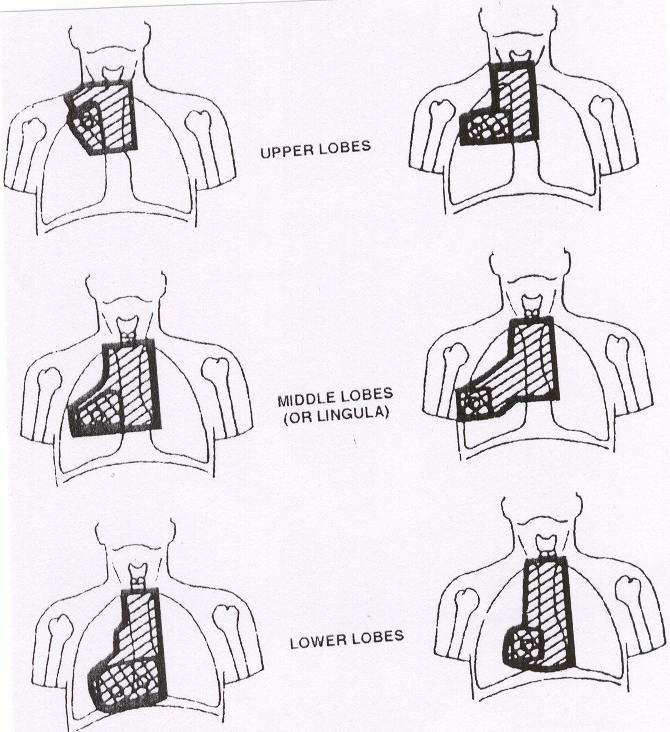 UPPER LOBES
MIDDLE LOBES
(OR LINGULA)
LOWER LOBES